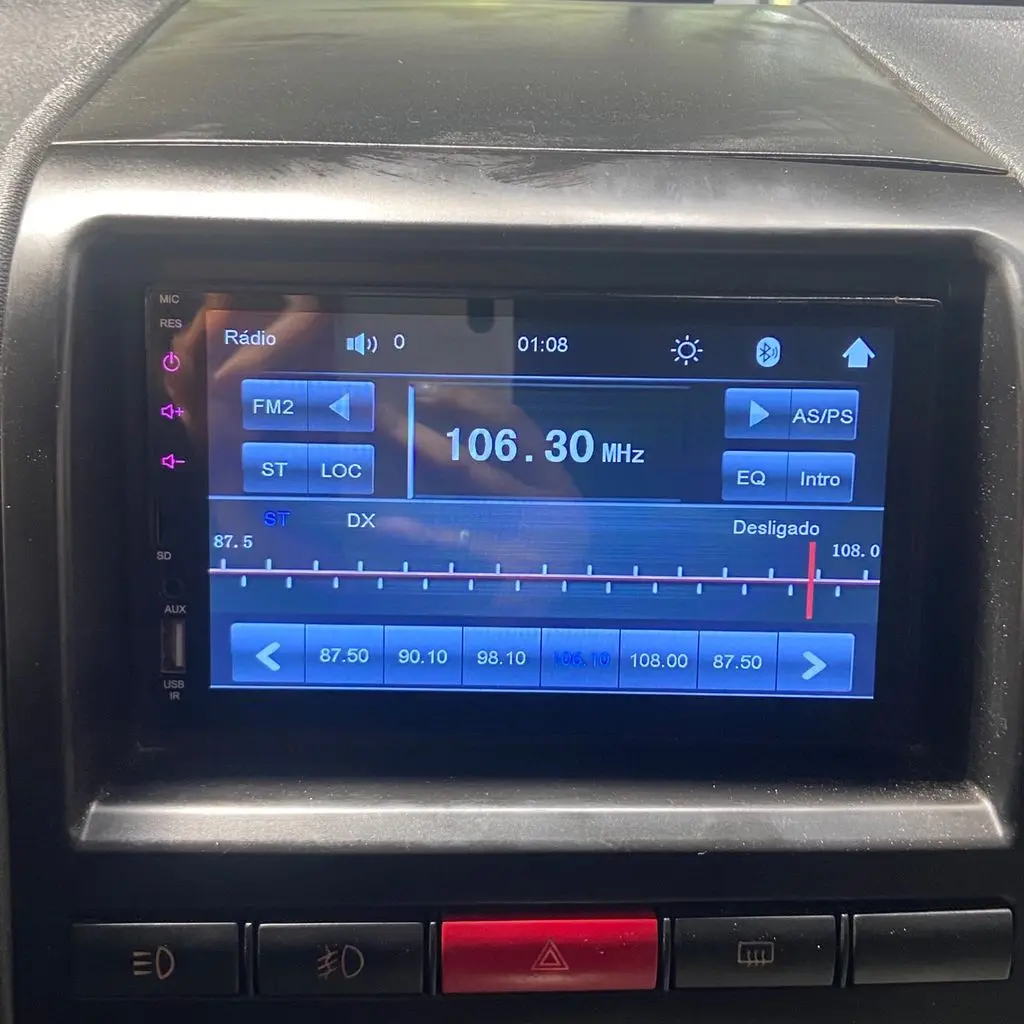 MIC
RES
Rádio 0 01:08
FM2 AS/PS
106.30 MHz
ST LOC EQ Intro
ST DX Desligado
87.5 108.0
SD
AUX
USB
IR
87.50 90.10 98.10 106.10 108.00 87.50